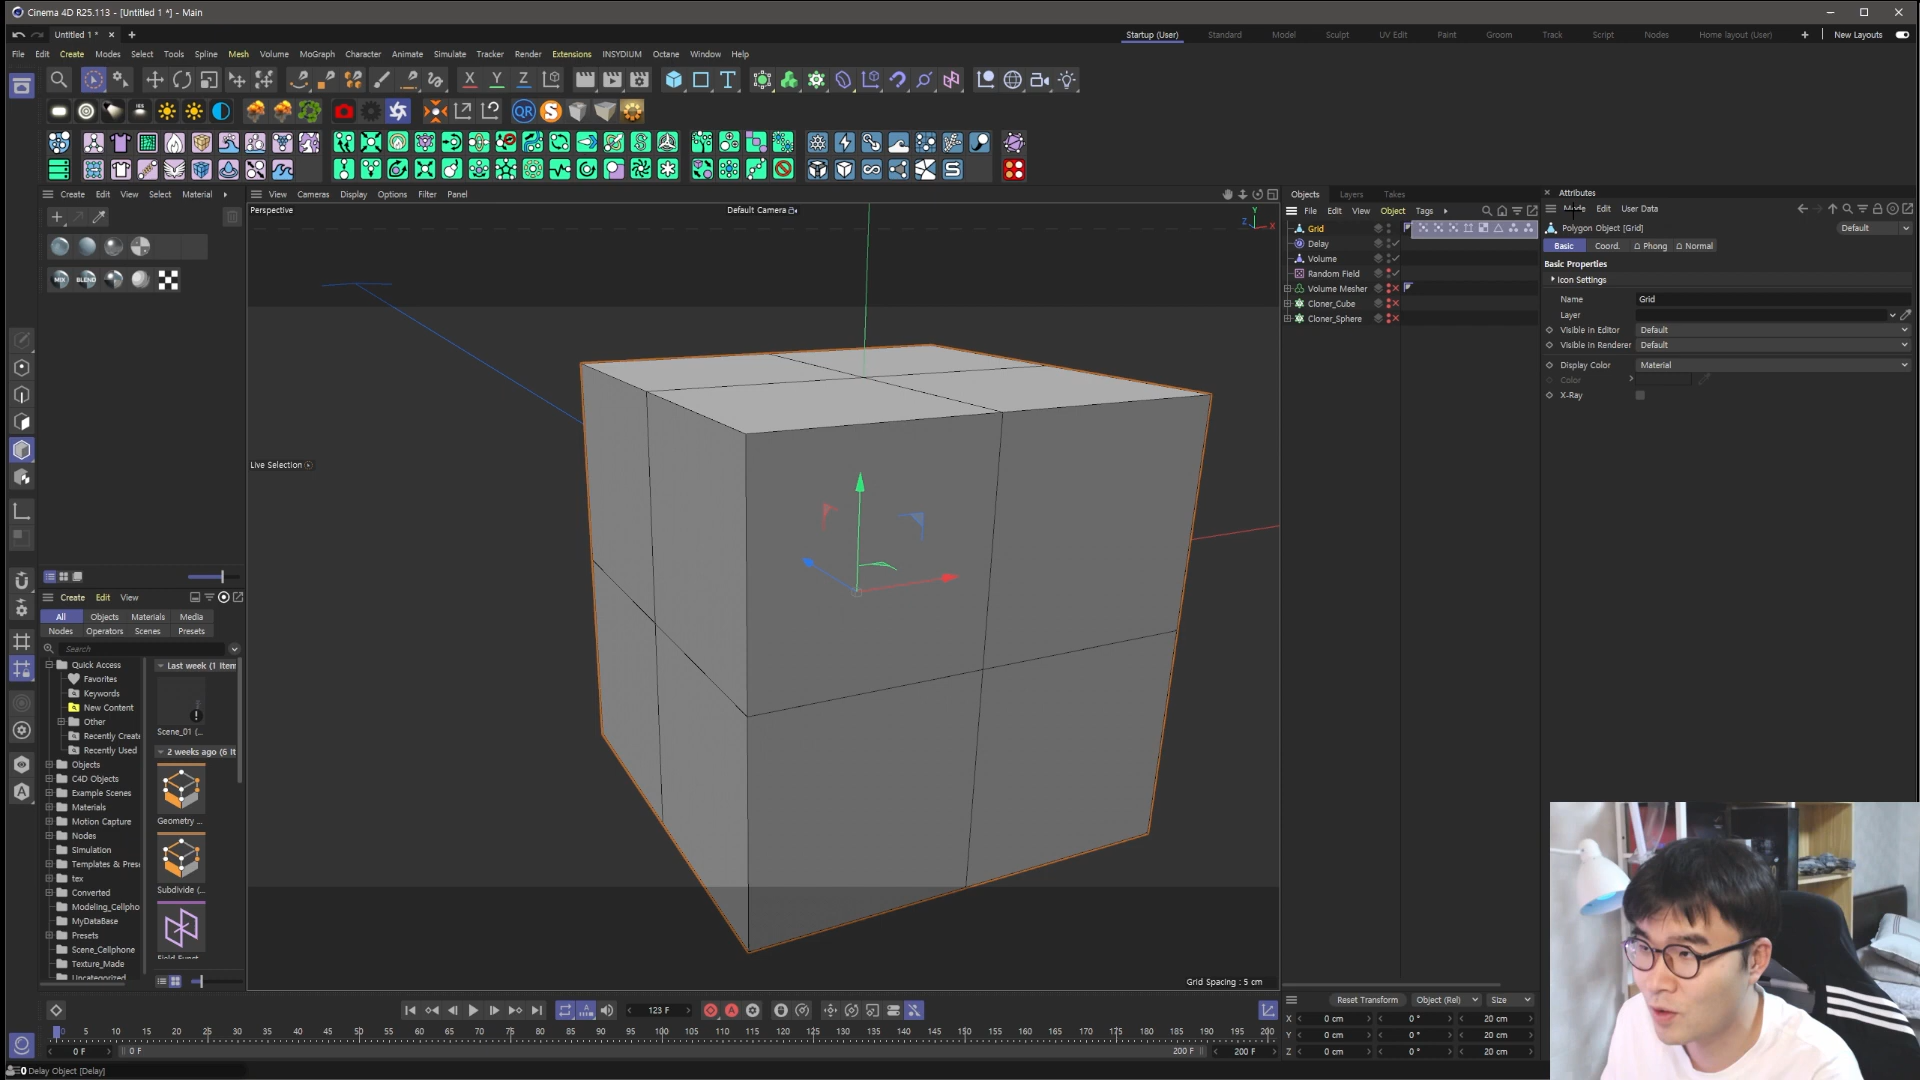 Cinema 4D R25.113 - [Untitled 1 *] - Main
Untitled 1 *
Startup (User) Standard Model Sculpt UV Edit Paint Groom Track Script Nodes Home layout (User) New Layouts
File Edit Create Modes Select Tools Spline Mesh Volume MoGraph Character Animate Simulate Tracker Render Extensions INSYDIUM Octane Window Help
X Y Z
Create Edit View Select Material
View Cameras Display Options Filter Panel
Objects Layers Takes
Attributes
Perspective
Default Camera
File Edit View Object Tags
Mode Edit User Data
Grid
Delay
Volume
Random Field
Volume Mesher
Cloner_Cube
Cloner_Sphere
Polygon Object [Grid]
Default
Basic Coord. Phong Normal
Basic Properties
Icon Settings
Name Grid
Layer
Visible in Editor Default
Visible in Renderer Default
Display Color Material
Color
X-Ray
MIX BLEND
Live Selection
Create Edit View
All Objects Materials Media
Nodes Operators Scenes Presets
Search
Quick Access
Favorites
Keywords
New Content
Other
Recently Create
Recently Used
Objects
C4D Objects
Example Scenes
Materials
Motion Capture
Nodes
Simulation
Templates & Prese
tex
Converted
Modeling_Cellpho
MyDataBase
Presets
Scene_Cellphone
Texture_Made
Uncategorized
Last week (1 Item
Scene_01 (...
2 weeks ago (6 It
Geometry ...
Subdivide (...
Grid Spacing : 5 cm
123 F
0 5 10 15 20 25 30 35 40 45 50 55 60 65 70 75 80 85 90 95 100 105 110 115 120 125 130 135 140 145 150 155 160 165 170 175 180 185 190 195 200
0 F 0 F 200 F 200 F
Reset Transform Object (Rel) Size
X 0 cm 0 ° 20 cm
Y 0 cm 0 ° 20 cm
Z 0 cm 0 ° 20 cm
Delay Object [Delay]